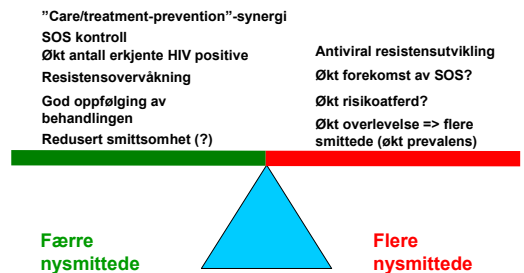 ”Care/treatment-prevention”-synergi
SOS kontroll
Økt antall erkjente HIV positive
Resistensovervåkning
God oppfølging av
behandlingen
Redusert smittsomhet (?)
Antiviral resistensutvikling
Økt forekomst av SOS?
Økt risikoatferd?
Økt overlevelse => flere
smittede (økt prevalens)
Færre
nysmittede
Flere
nysmittede